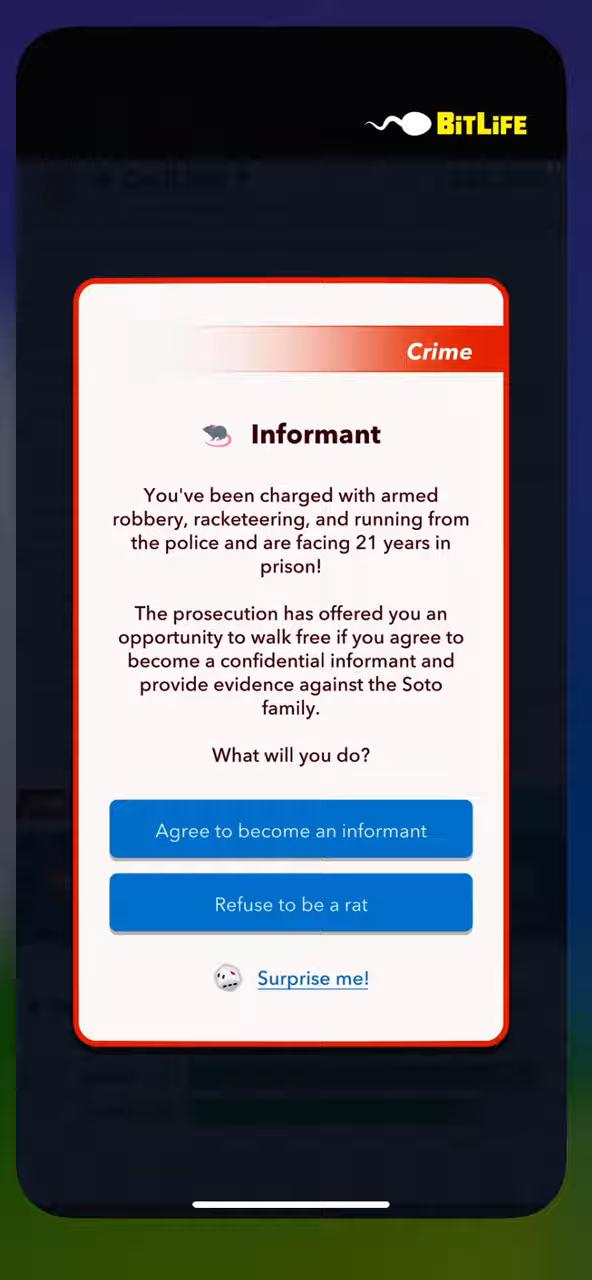 BITLIFE
Crime
Informant
You've been charged with armed
robbery, racketeering, and running from
the police and are facing 21 years in
prison!
The prosecution has offered you an
opportunity to walk free if you agree to
become a confidential informant and
provide evidence against the Soto
family.
What will you do?
Agree to become an informant
Refuse to be a rat
Surprise me!